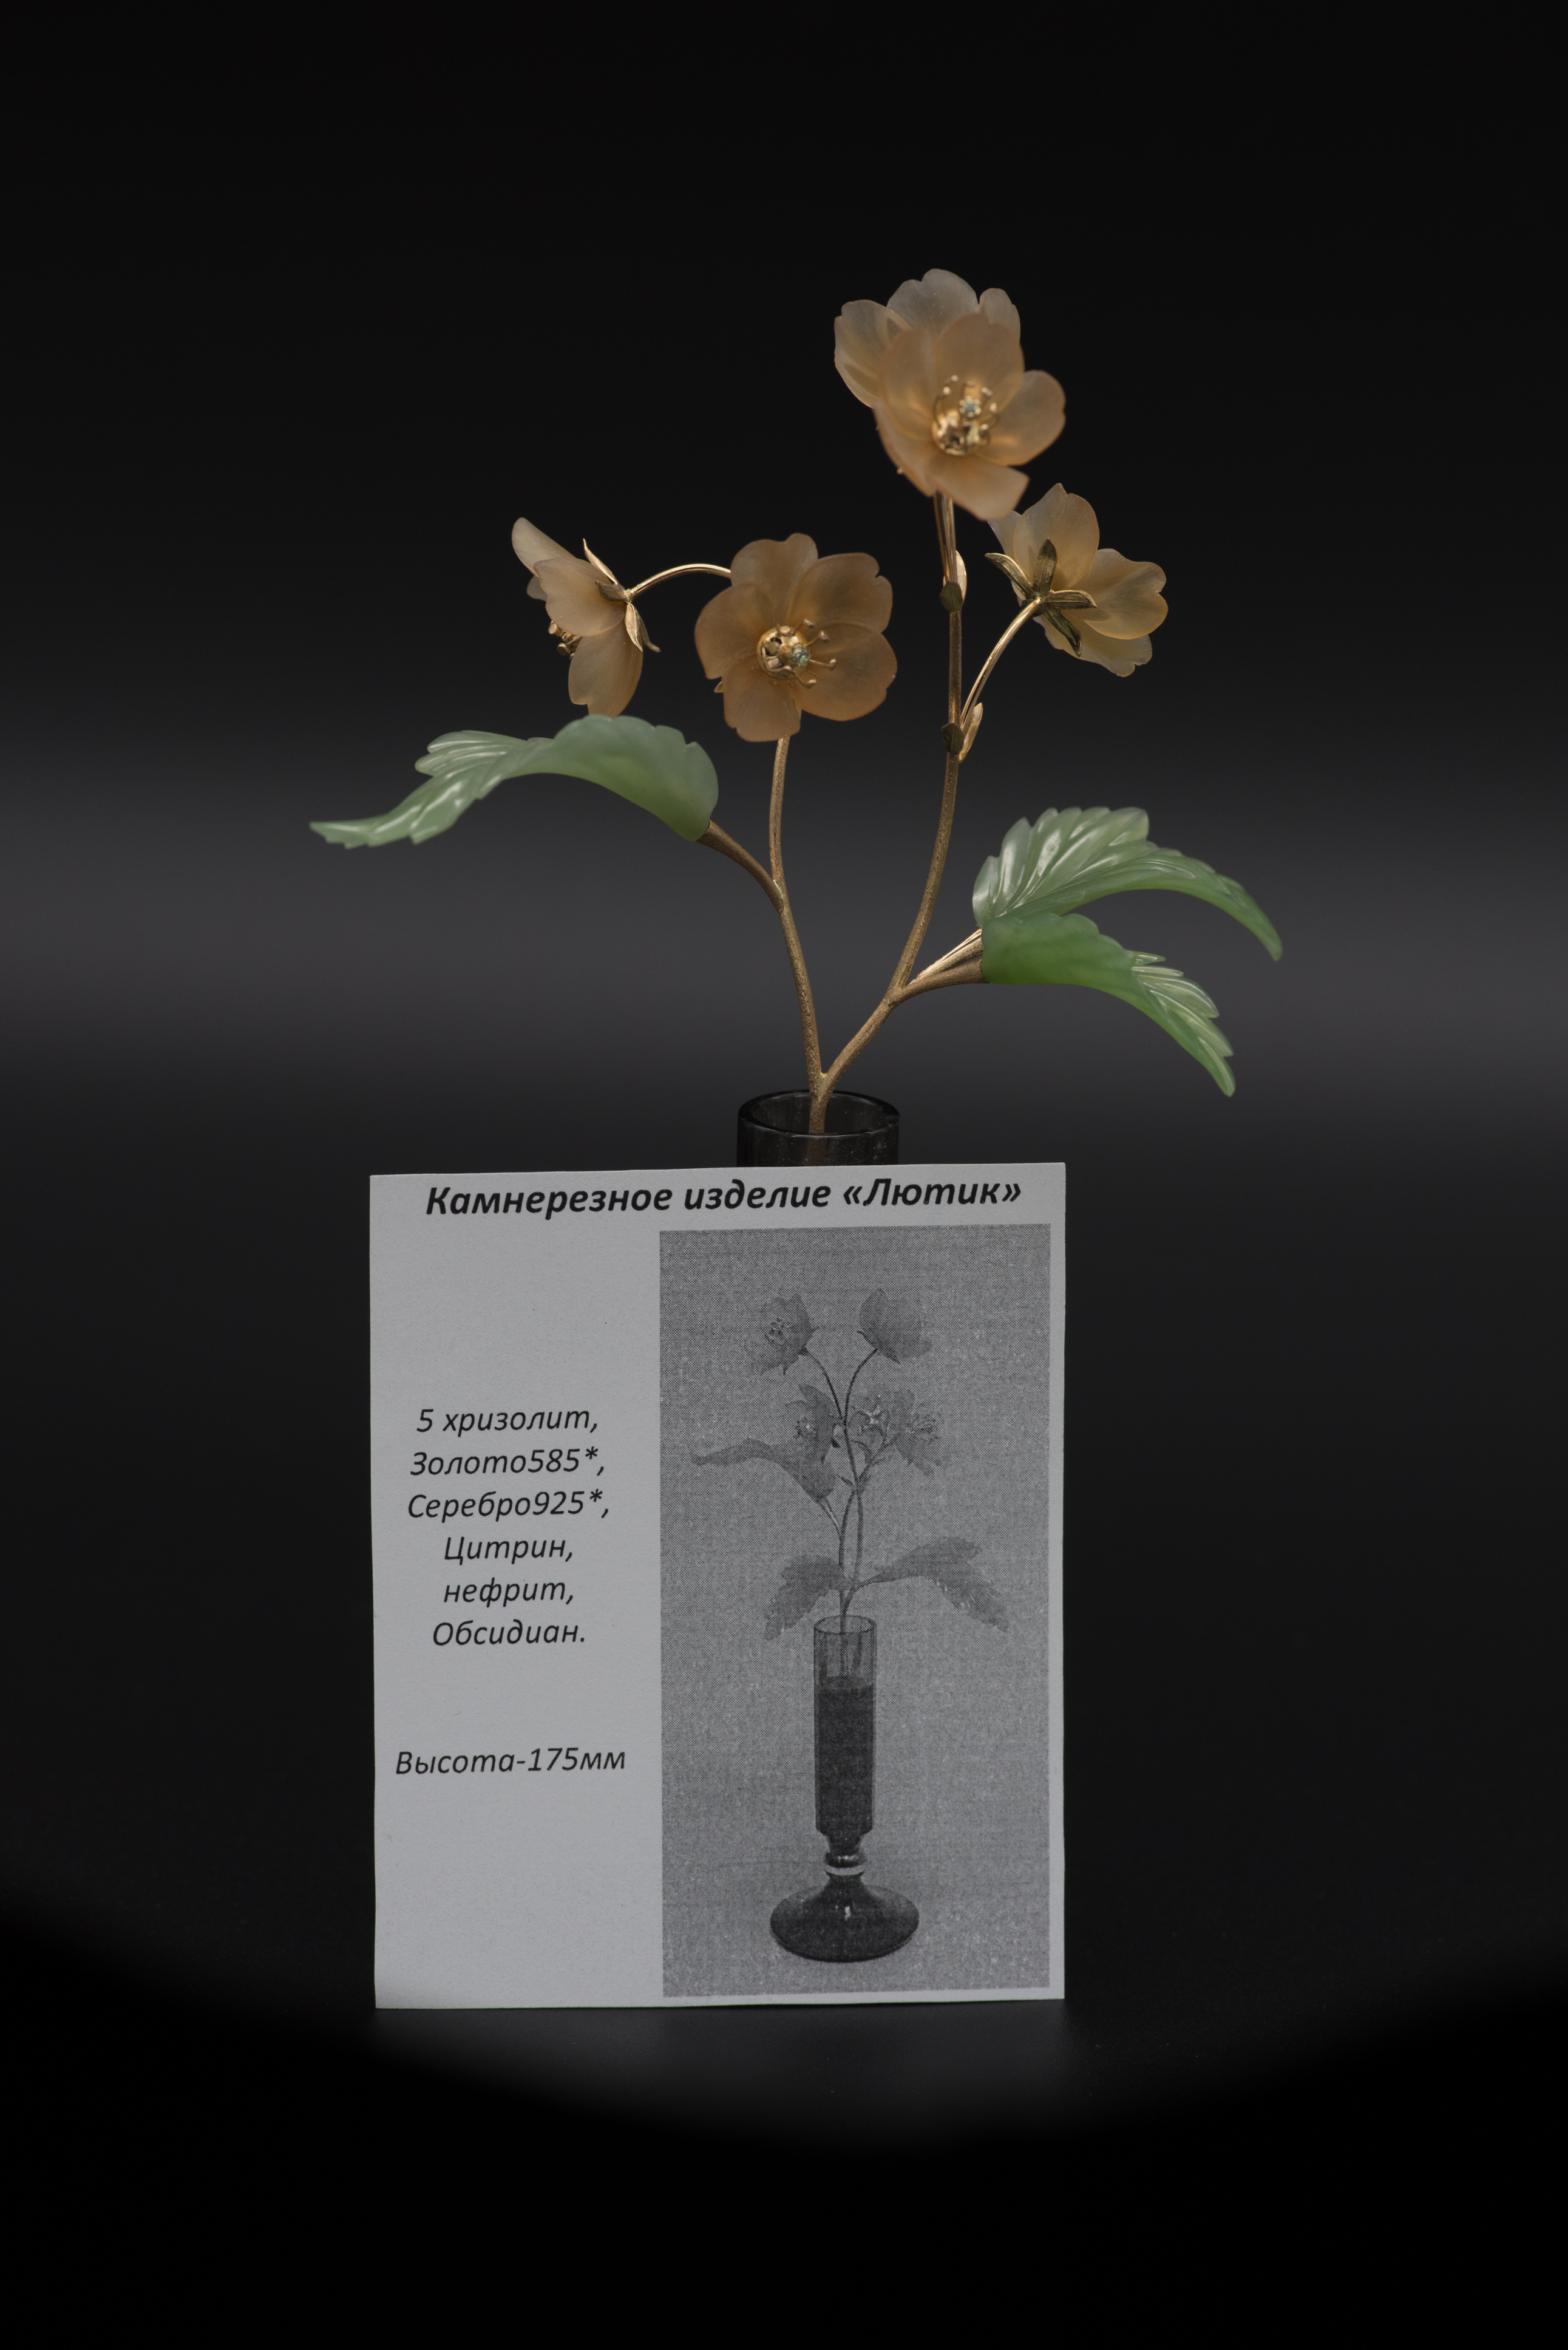 Камнерезное изделие «Лютик»
5 хризолит,
Золото585*,
Серебро925*,
Цитрин,
нефрит,
Обсидиан.
Высота-175мм